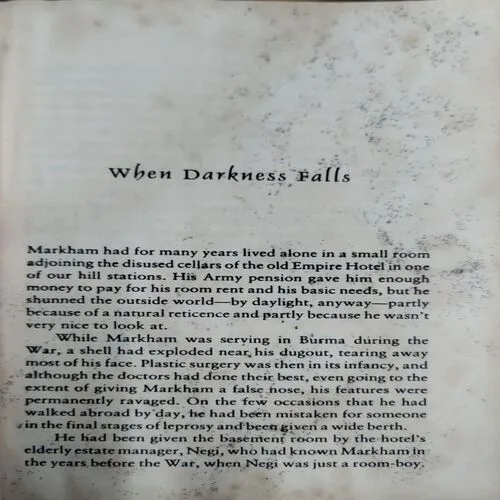 When Darkness Falls
Markham had for many years lived alone in a small room
adjoining the disused cellars of the old Empire Hotel in one
of our hill stations. His Army pension gave him enough
money to pay for his room rent and his basic needs, but he
shunned the outside world—by daylight, anyway—partly
because of a natural reticence and partly because he wasn't
very nice to look at.
While Markham was serving in Burma during the
War, a shell had exploded near his dugout, tearing away
most of his face. Plastic surgery was then in its infancy, and
although the doctors had done their best, even going to the
extent of giving Markham a false nose, his features were
permanently ravaged. On the few occasions that he had
walked abroad by day, he had been mistaken for someone
in the final stages of leprosy and been given a wide berth.
He had been given the basement room by the hotel's
elderly estate manager, Negi, who had known Markham in
the years before the War, when Negi was just a room-boy.